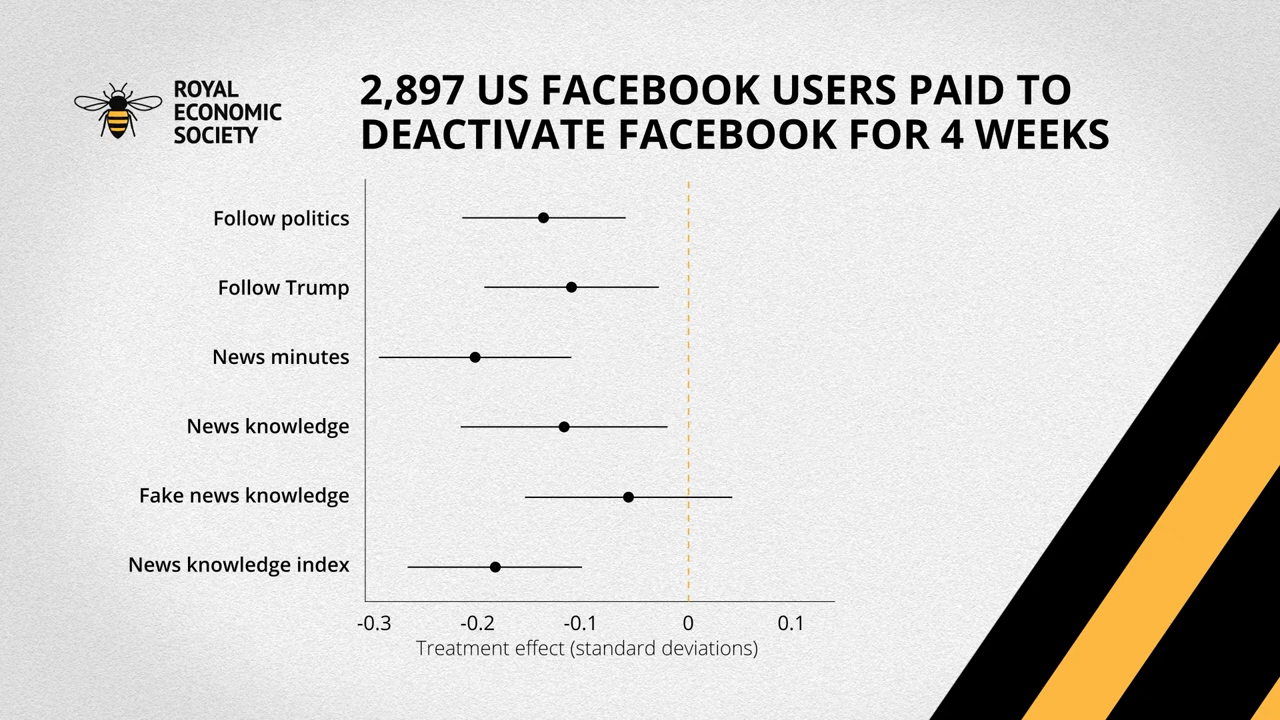 ROYAL
ECONOMIC
SOCIETY
2,897 US FACEBOOK USERS PAID TO
DEACTIVATE FACEBOOK FOR 4 WEEKS
Follow politics
Follow Trump
News minutes
News knowledge
Fake news knowledge
News knowledge index
-0.3 -0.2 -0.1 0 0.1
Treatment effect (standard deviations)